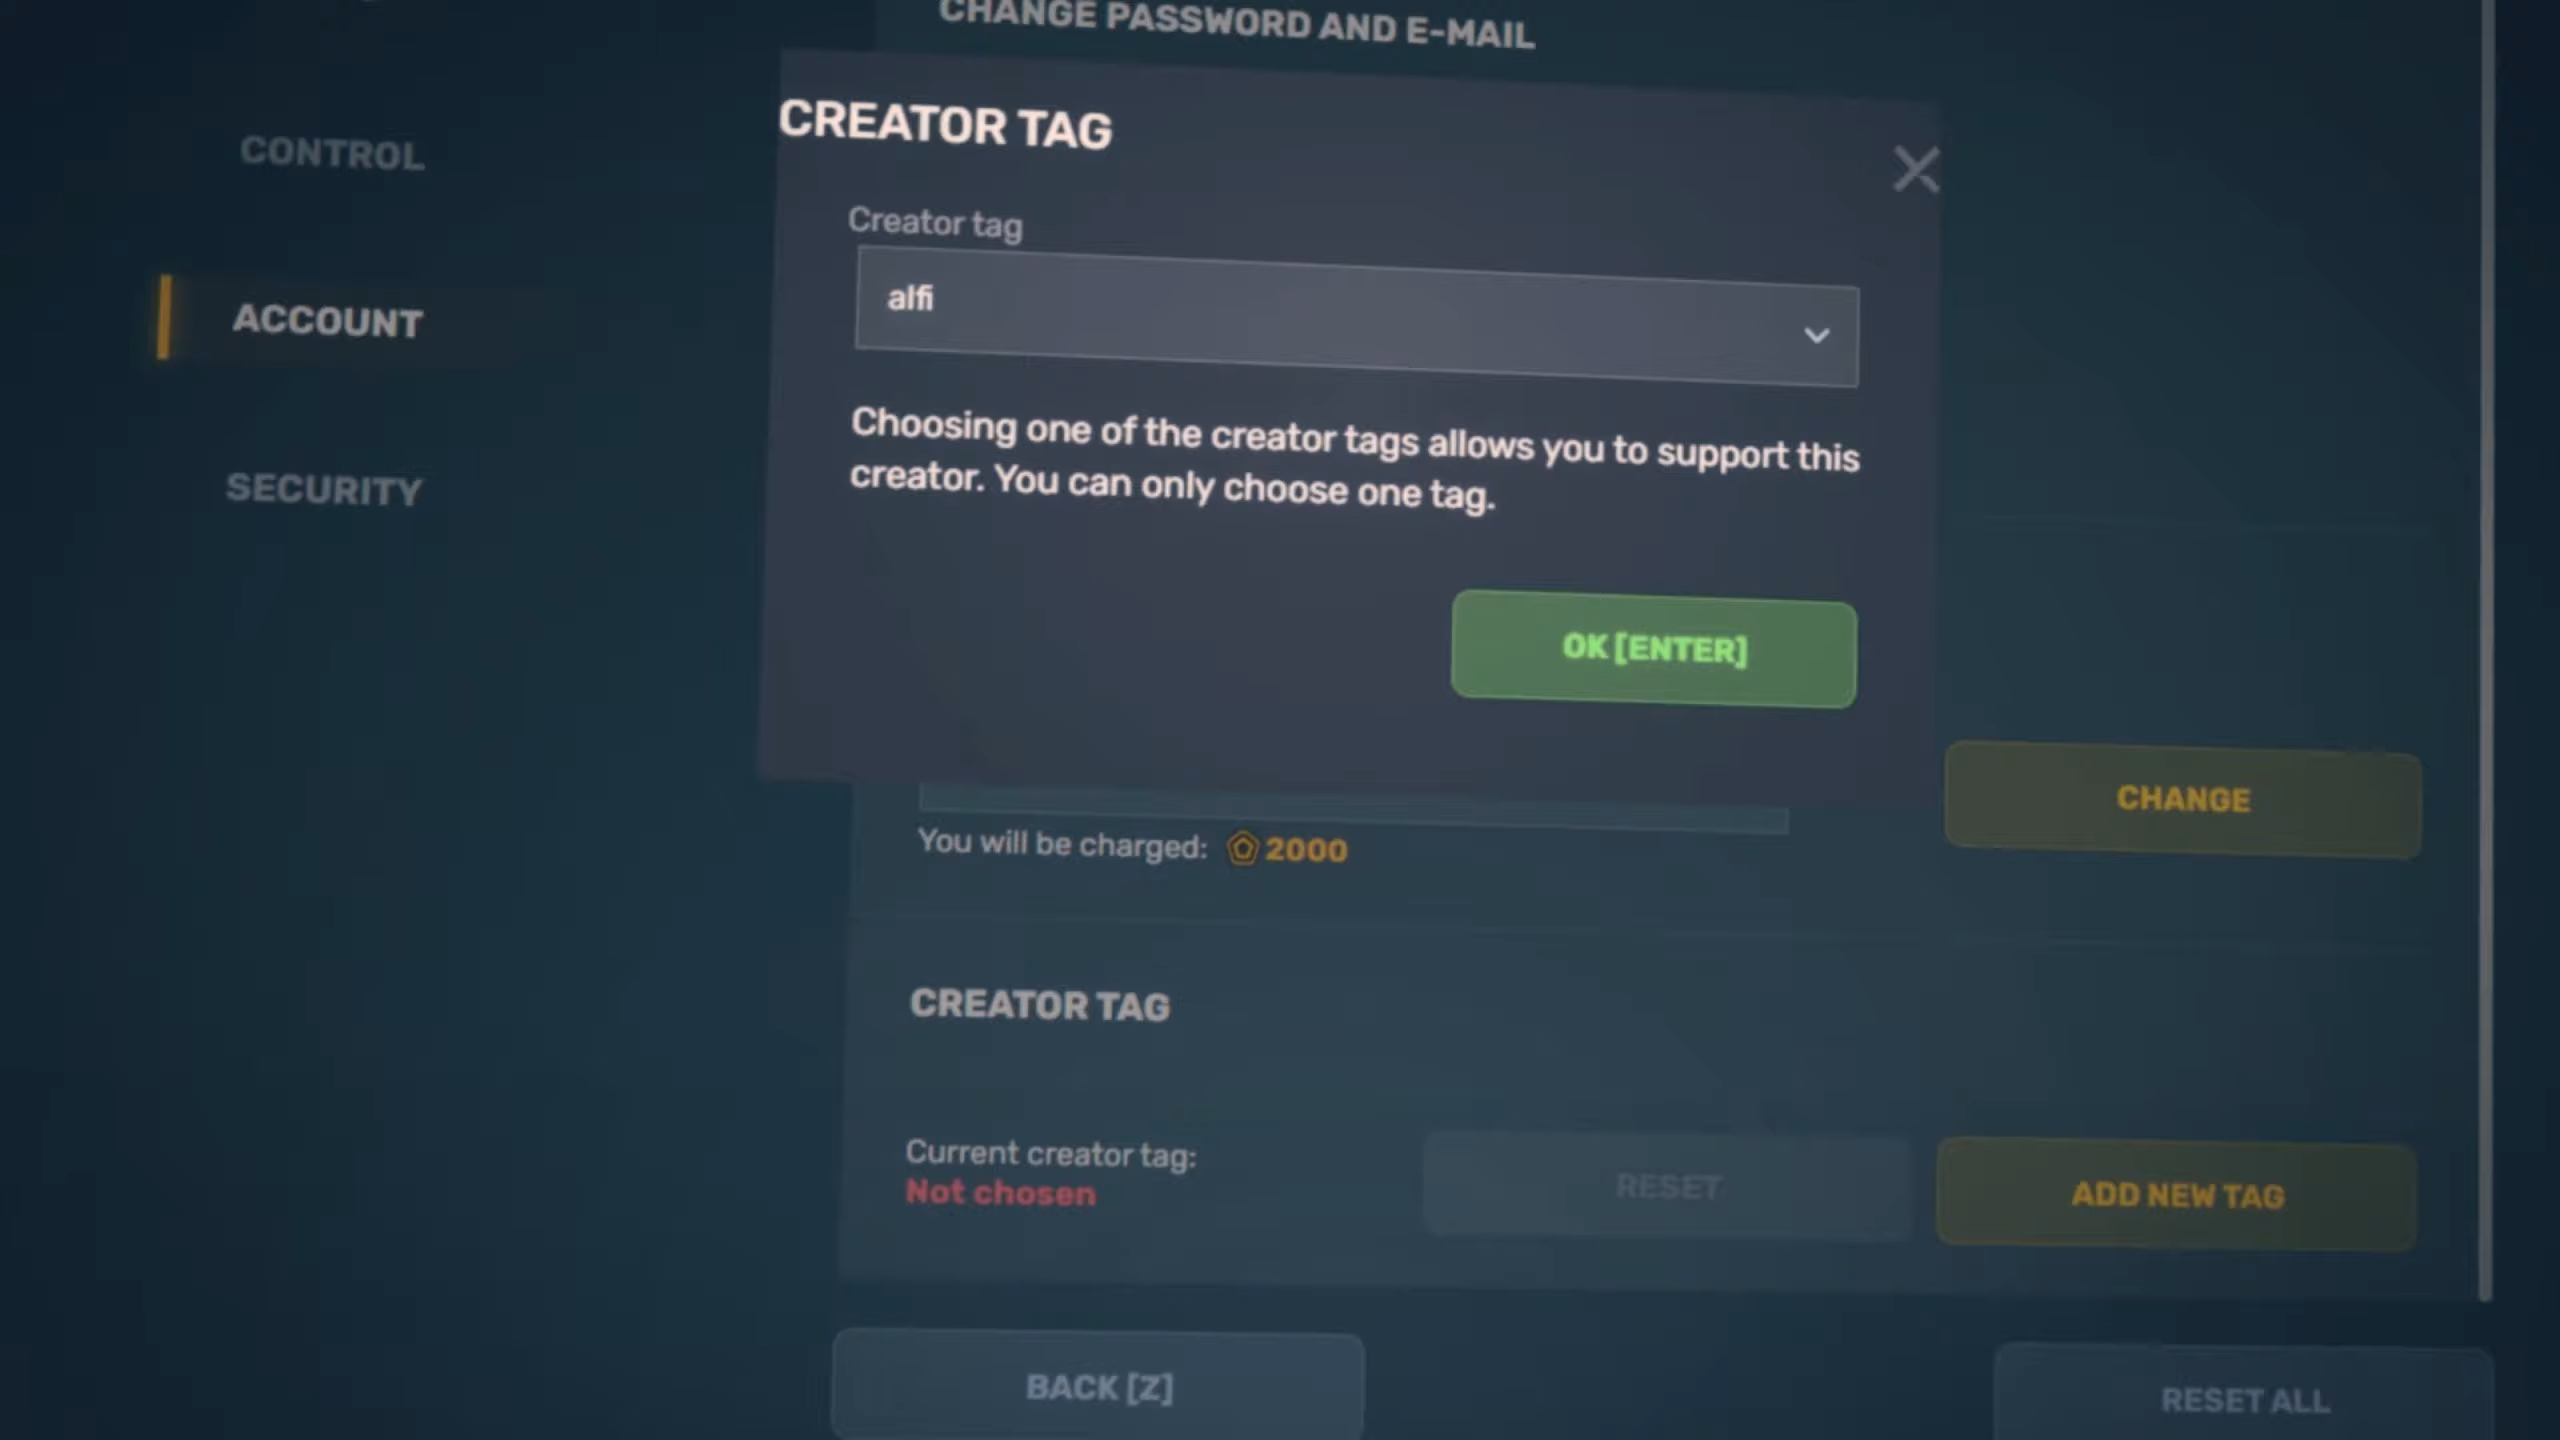 CHANGE PASSWORD AND E-MAIL
CREATOR TAG
CONTROL
Creator tag
alfi
ACCOUNT
Choosing one of the creator tags allows you to support this
creator. You can only choose one tag.
SECURITY
OK [ENTER]
CHANGE
You will be charged: 2000
CREATOR TAG
Current creator tag:
Not chosen
RESET
ADD NEW TAG
BACK [Z]
RESET ALL